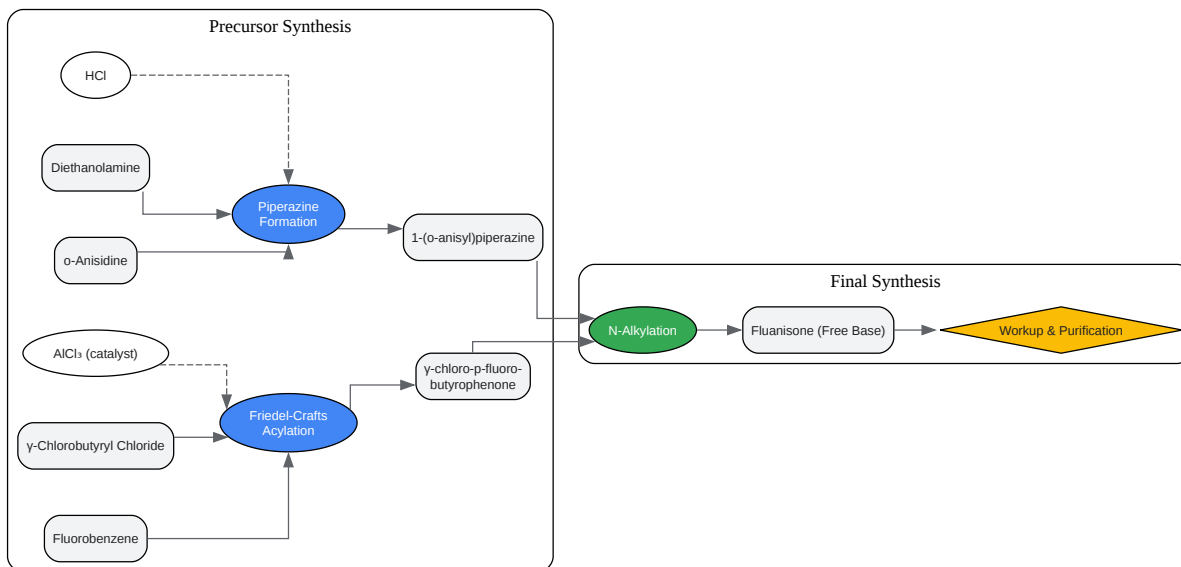 Precursor Synthesis
HCl
Diethanolamine
Piperazine
Formation
o-Anisidine
1-(o-anisyl)piperazine
AlCl₃ (catalyst)
γ-Chlorobutyryl Chloride
Friedel-Crafts
Acylation
Fluorobenzene
γ-chloro-p-fluoro-
butyrophenone
Final Synthesis
N-Alkylation
Fluanisone (Free Base)
Workup & Purification